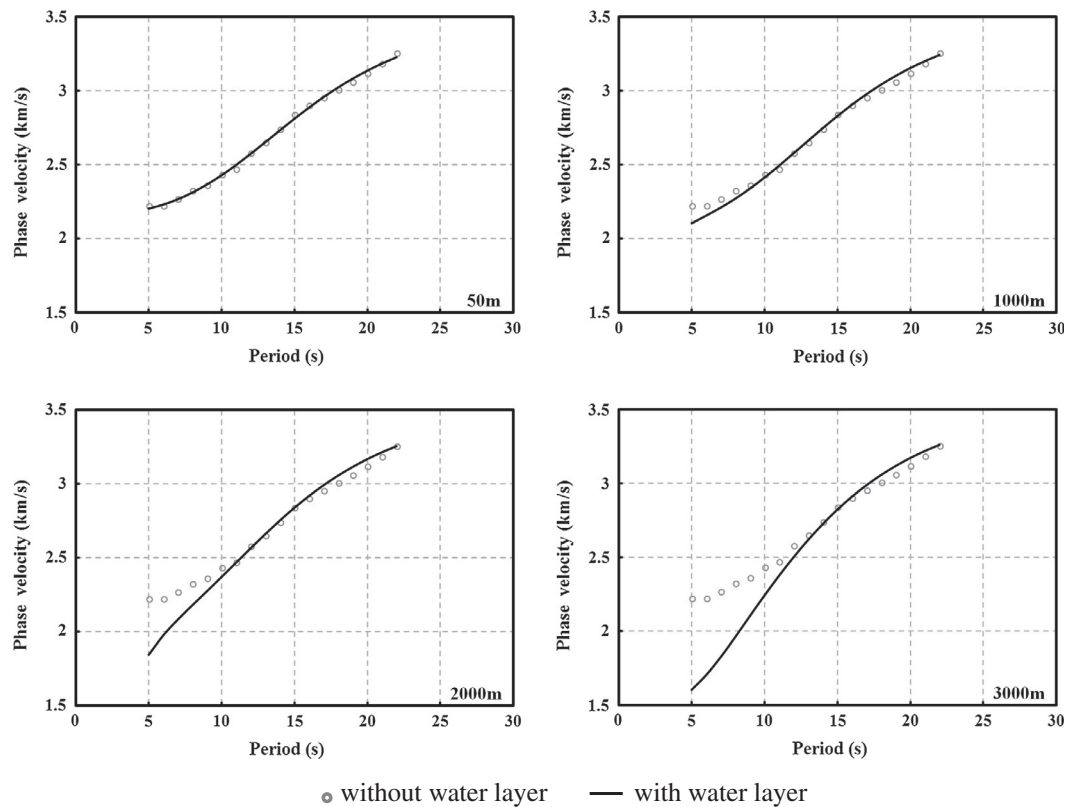 3.5
3
2.5
2
1.5
0 5 10 15 20 25 30
Phase velocity (km/s)
Period (s)
50m
3.5
3
2.5
2
1.5
0 5 10 15 20 25 30
Phase velocity (km/s)
Period (s)
1000m
3.5
3
2.5
2
1.5
0 5 10 15 20 25 30
Phase velocity (km/s)
Period (s)
2000m
3.5
3
2.5
2
1.5
0 5 10 15 20 25 30
Phase velocity (km/s)
Period (s)
3000m
without water layer with water layer